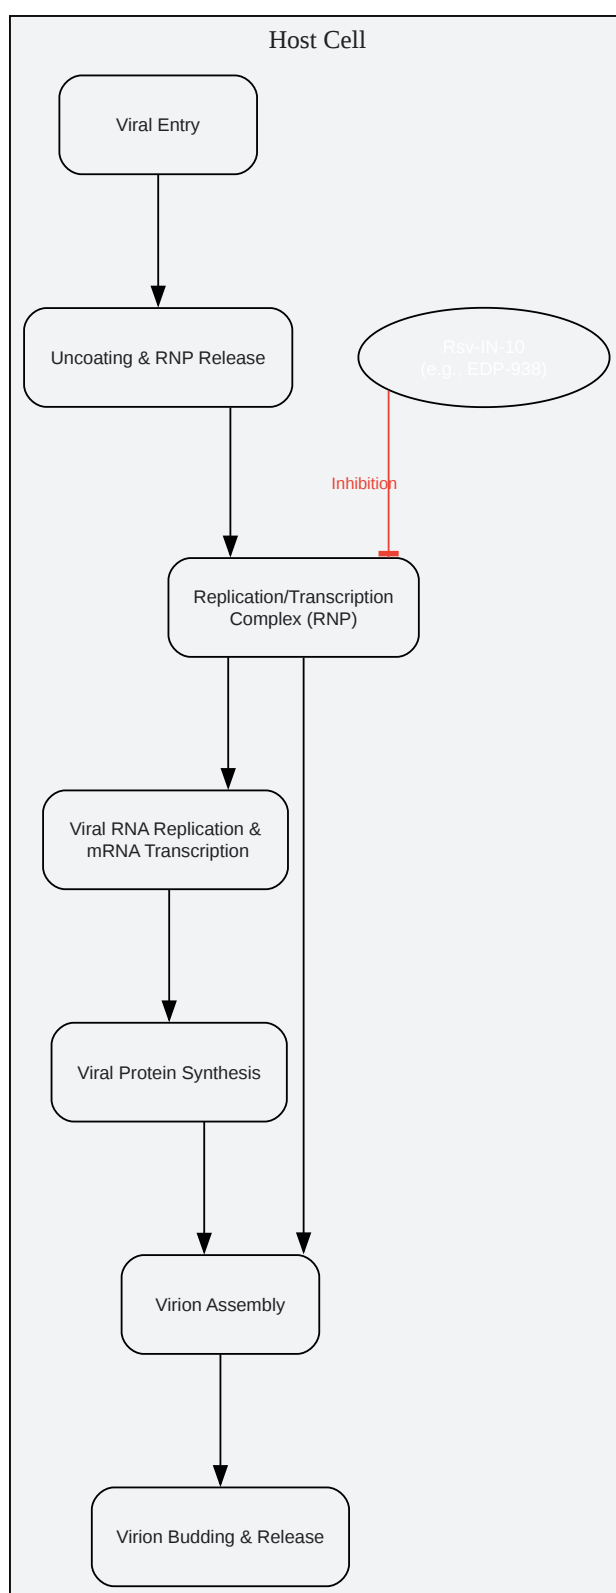 Host Cell
Viral Entry
Uncoating & RNP Release
Rsv-IN-10
(e.g., EDP-938)
Inhibition
Replication/Transcription
Complex (RNP)
Viral RNA Replication &
mRNA Transcription
Viral Protein Synthesis
Virion Assembly
Virion Budding & Release